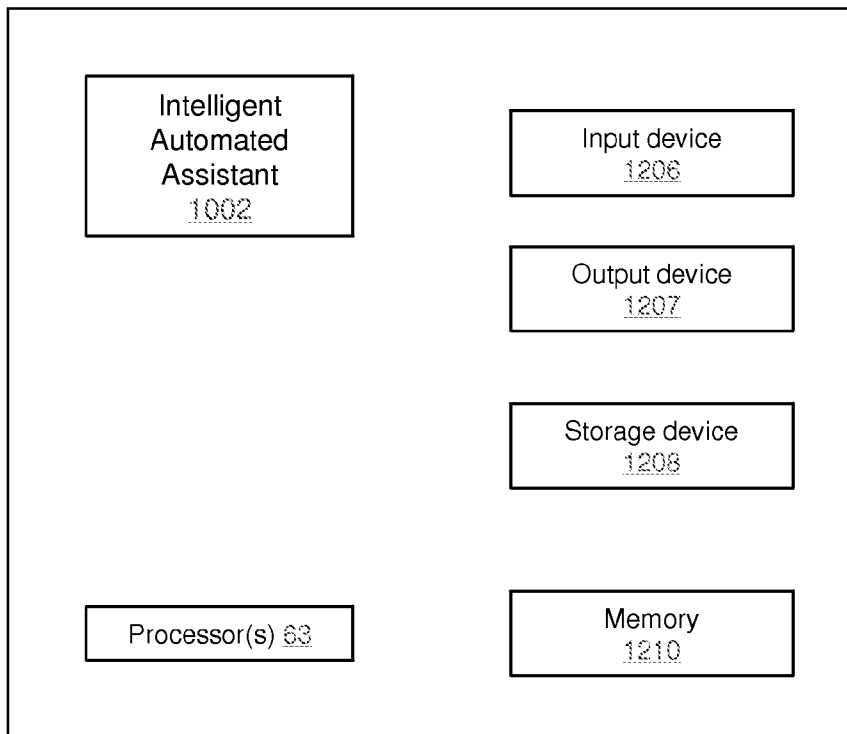 Intelligent
Automated
Assistant
1002
Input device
1206
Output device
1207
Storage device
1208
Processor(s) 63
Memory
1210